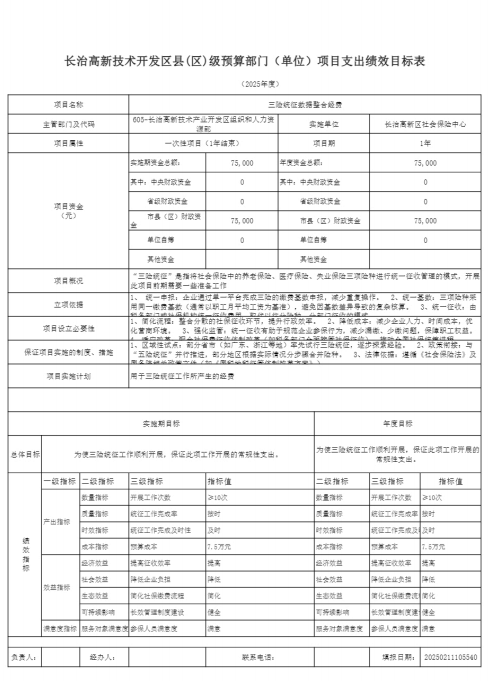 长治高新技术开发区县(区)级预算部门（单位）项目支出绩效目标表
（2025年度）
项目名称 三险统征数据整合经费
主管部门及代码 603-长治高新技术产业开发区组织和人力资源部 实施单位 长治高新区社会保险中心
项目属性 一次性项目（1年结束） 项目期 1年
项目资金（元） 实施期资金总额： 75,000 年度资金总额： 75,000
其中：中央财政资金 0 其中：中央财政资金 0
省级财政资金 0 省级财政资金 0
市县（区）财政资金 75,000 市县（区）财政资金 75,000
单位自筹 0 单位自筹 0
其他资金 其他资金
项目概况 “三险统征”是指将社会保险中的养老保险、医疗保险、失业保险三项险种进行统一征收管理的模式，开展此项目前期需要一些准备工作
立项依据 1、 统一申报：企业通过单一平台完成三险的缴费基数申报，减少重复操作。 2、 统一基数：三项险种采用同一缴费基数（通常以职工月平均工资为基准），避免因基数差异导致的复杂核算。 3、 统一征收：由
项目设立必要性 1、简化流程：整合分散的社保征收环节，提升行政效率。 2、 降低成本：减少企业人力、时间成本，优化营商环境。 3、 强化监管：统一征收有助于规范企业参保行为，减少漏缴、少缴问题，保障职工权益。
保证项目实施的制度、措施 1、区域性试点：部分省市（如广东、浙江等地）率先试行三险统征，逐步探索经验。 2、 政策衔接：与“五险统征”并行推进，部分地区根据实际情况分步骤合并险种。 3、法律依据：遵循《社会保险法》及
项目实施计划 用于三险统征工作所产生的经费
实施期目标 年度目标
总体目标 为使三险统征工作顺利开展，保证此项工作开展的常规性支出。 为使三险统征工作顺利开展，保证此项工作开展的常规性支出。
绩效指标 一级指标 二级指标 三级指标 指标值 二级指标 三级指标 指标值
产出指标 数量指标 开展工作次数 ≥10次 数量指标 开展工作次数 ≥10次
质量指标 统征工作完成率 按时 质量指标 统征工作完成率 按时
时效指标 统征工作完成及时性 及时 时效指标 统征工作完成及 及时
成本指标 预算成本 7.5万元 成本指标 预算成本 7.5万元
效益指标 经济效益 提高征收效率 提高 经济效益 提高征收效率 提高
社会效益 降低企业负担 降低 社会效益 降低企业负担 降低
生态效益 简化社保缴费流程 简化 生态效益 简化社保缴费流 简化
可持续影响 长效管理制度建设 健全 可持续影响 长效管理制度建 健全
满意度指标 服务对象满意度 参保人员满意度 满意 服务对象满意度 参保人员满意度 满意
负责人： 经办人： 联系电话： 填报日期： 20250211105540